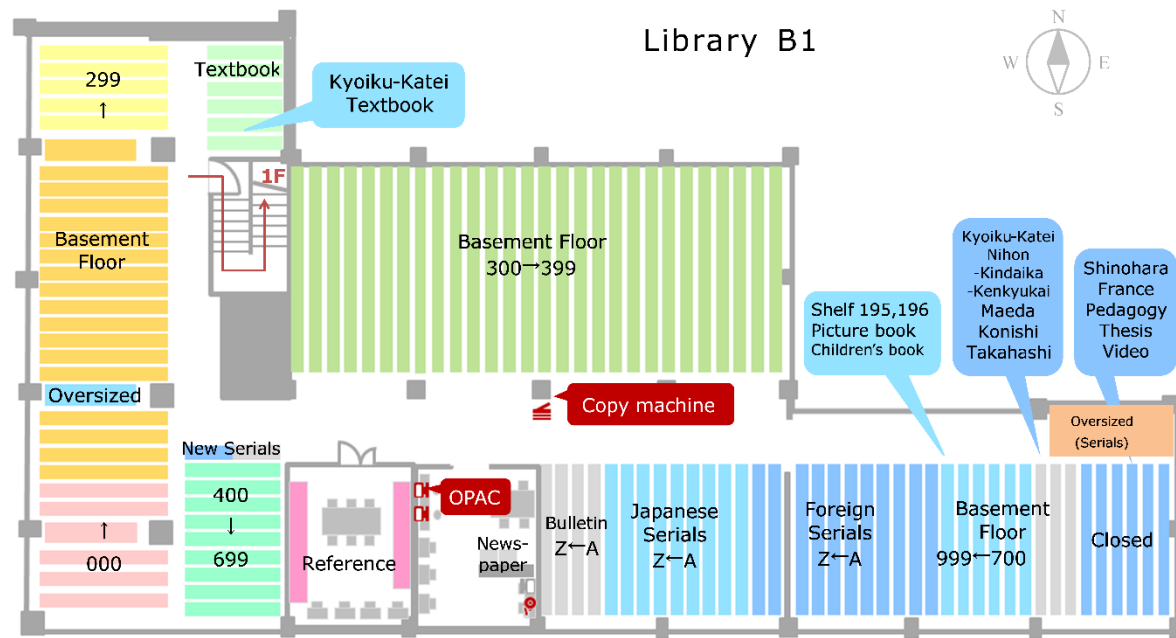 Library B1
N
W E
S
299
↑
Textbook
Kyoiku-Katei
Textbook
1F
Basement
Floor
Basement Floor
300→399
Kyoiku-Katei
Nihon
-Kindaika
-Kenkyukai
Maeda
Konishi
Takahashi
Shinohara
France
Pedagogy
Thesis
Video
Shelf 195,196
Picture book
Children's book
Oversized
Copy machine
Oversized
(Serials)
New Serials
400
↓
699
↑
000
Reference
OPAC
News-
paper
Bulletin
Z←A
Japanese
Serials
Z←A
Foreign
Serials
Z←A
Basement
Floor
999←700
Closed